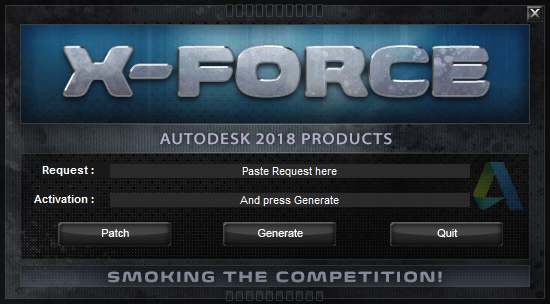 X-FORCE
AUTODESK 2018 PRODUCTS
Request : Paste Request here
Activation : And press Generate
Patch Generate Quit
SMOKING THE COMPETITION!